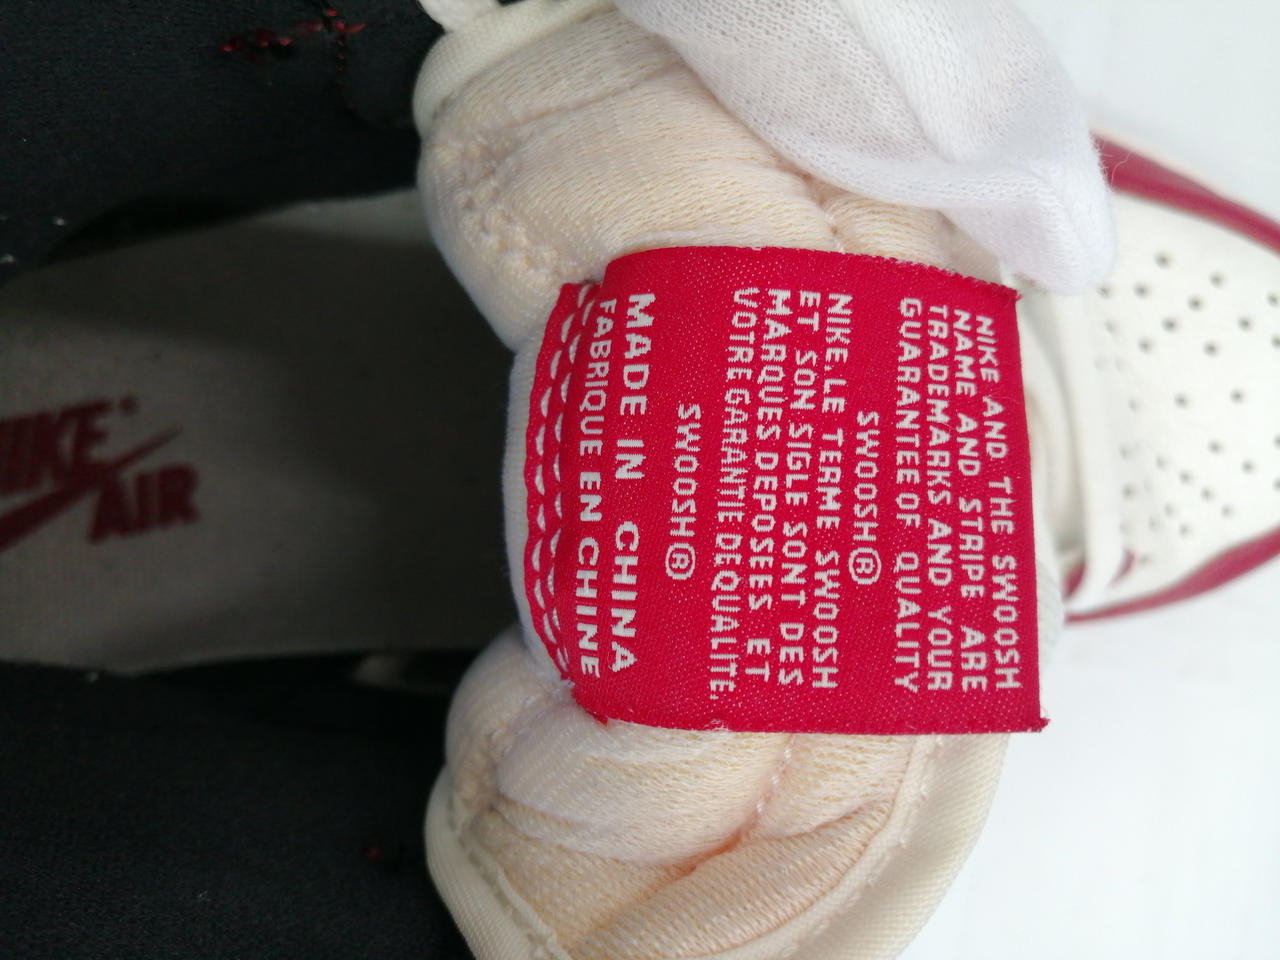 NIKE AND THE SWOOSH
NAME AND STRIPE ARE
TRADEMARKS AND YOUR
GUARANTEE OF QUALITY
SWOOSH®
NIKE.LE TERME SWOOSH
ET SON SIGLE SONT DES
MARQUES DEPOSEES ET
VOTRE GARANTIE DE QUALITE.
SWOOSH®
MADE IN CHINA
FABRIQUE EN CHINE
NIKE
AIR